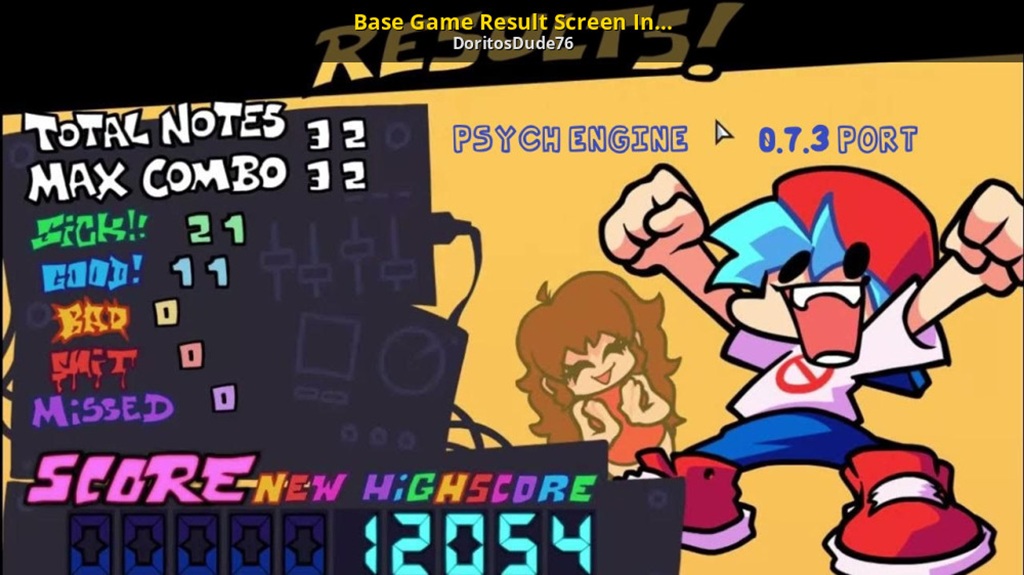 Base Game Result Screen In...
DoritosDude76
RESULTS!
TOTAL NOTES 32
PSYCH ENGINE 0.7.3 PORT
MAX COMBO 32
SICK!! 21
GOOD! 11
BAD 0
SHIT 0
MISSED 0
SCORE NEW HIGHSCORE
12054